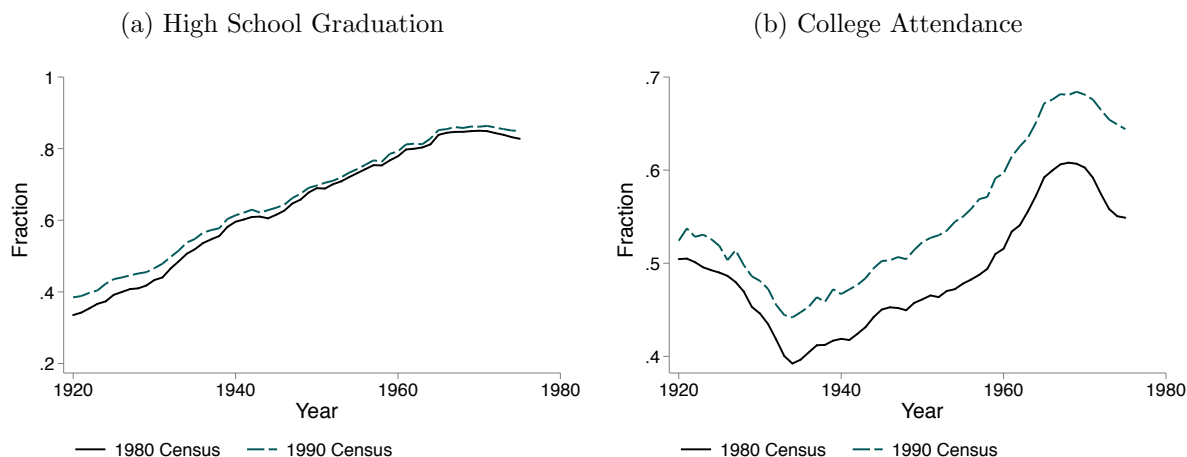 (a) High School Graduation
1
.8
.6
.4
.2
Fraction
1920 1940 1960 1980
Year
1980 Census 1990 Census
(b) College Attendance
.7
.6
.5
.4
Fraction
1920 1940 1960 1980
Year
1980 Census 1990 Census